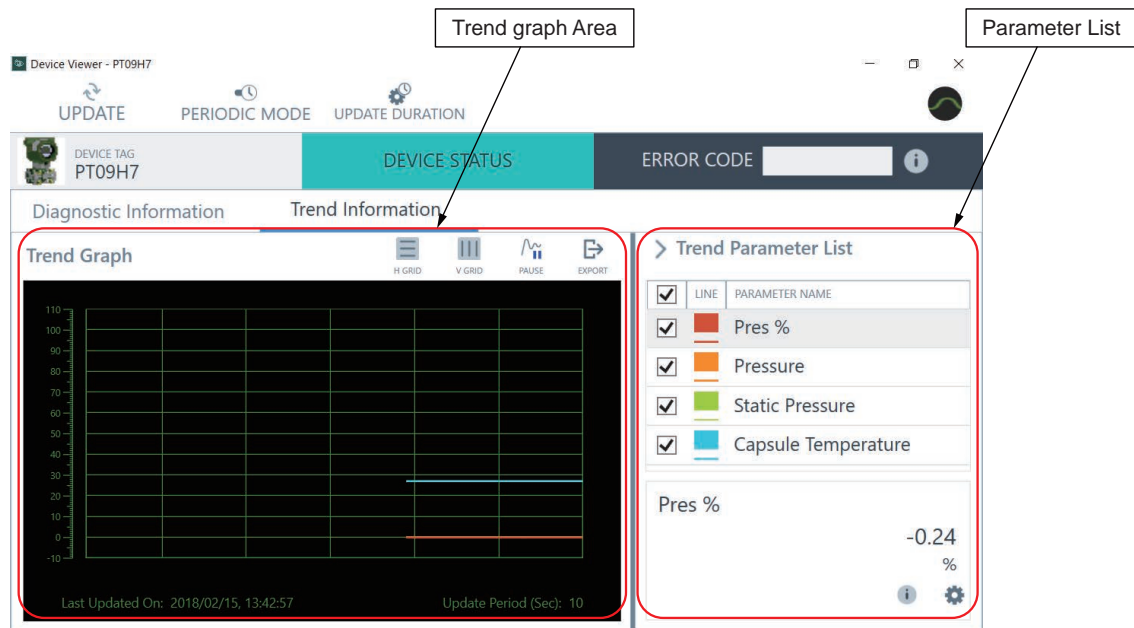 Trend graph Area
Parameter List
Device Viewer - PT09H7
UPDATE
PERIODIC MODE
UPDATE DURATION
DEVICE TAG
PT09H7
DEVICE STATUS
ERROR CODE
Diagnostic Information
Trend Information
Trend Graph
H GRID
V GRID
PAUSE
EXPORT
110
100
90
80
70
60
50
40
30
20
10
0
-10
Last Updated On: 2018/02/15, 13:42:57
Update Period (Sec): 10
Trend Parameter List
LINE
PARAMETER NAME
Pres %
Pressure
Static Pressure
Capsule Temperature
Pres %
-0.24
%